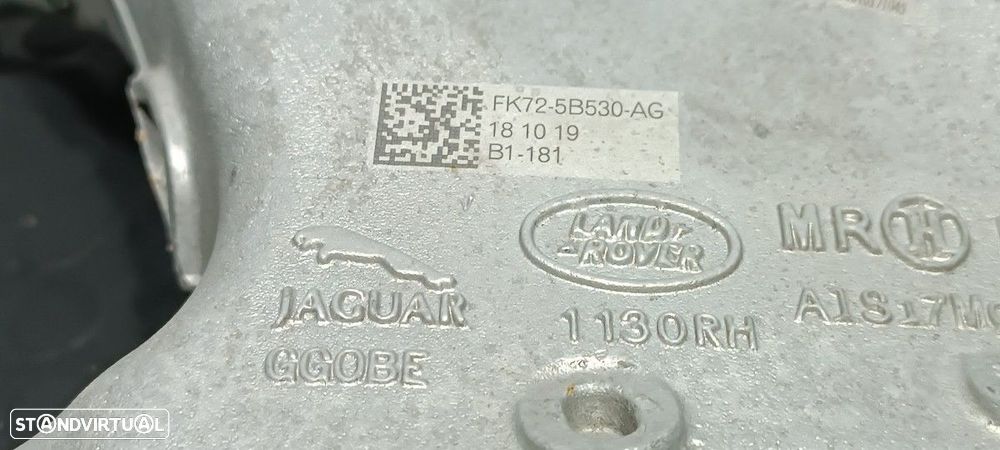 FK72-5B530-AG
18 10 19
B1-181
LAND
ROVER
MR H
JAGUAR
1130RH
GGOBE
STANDVIRTUAL